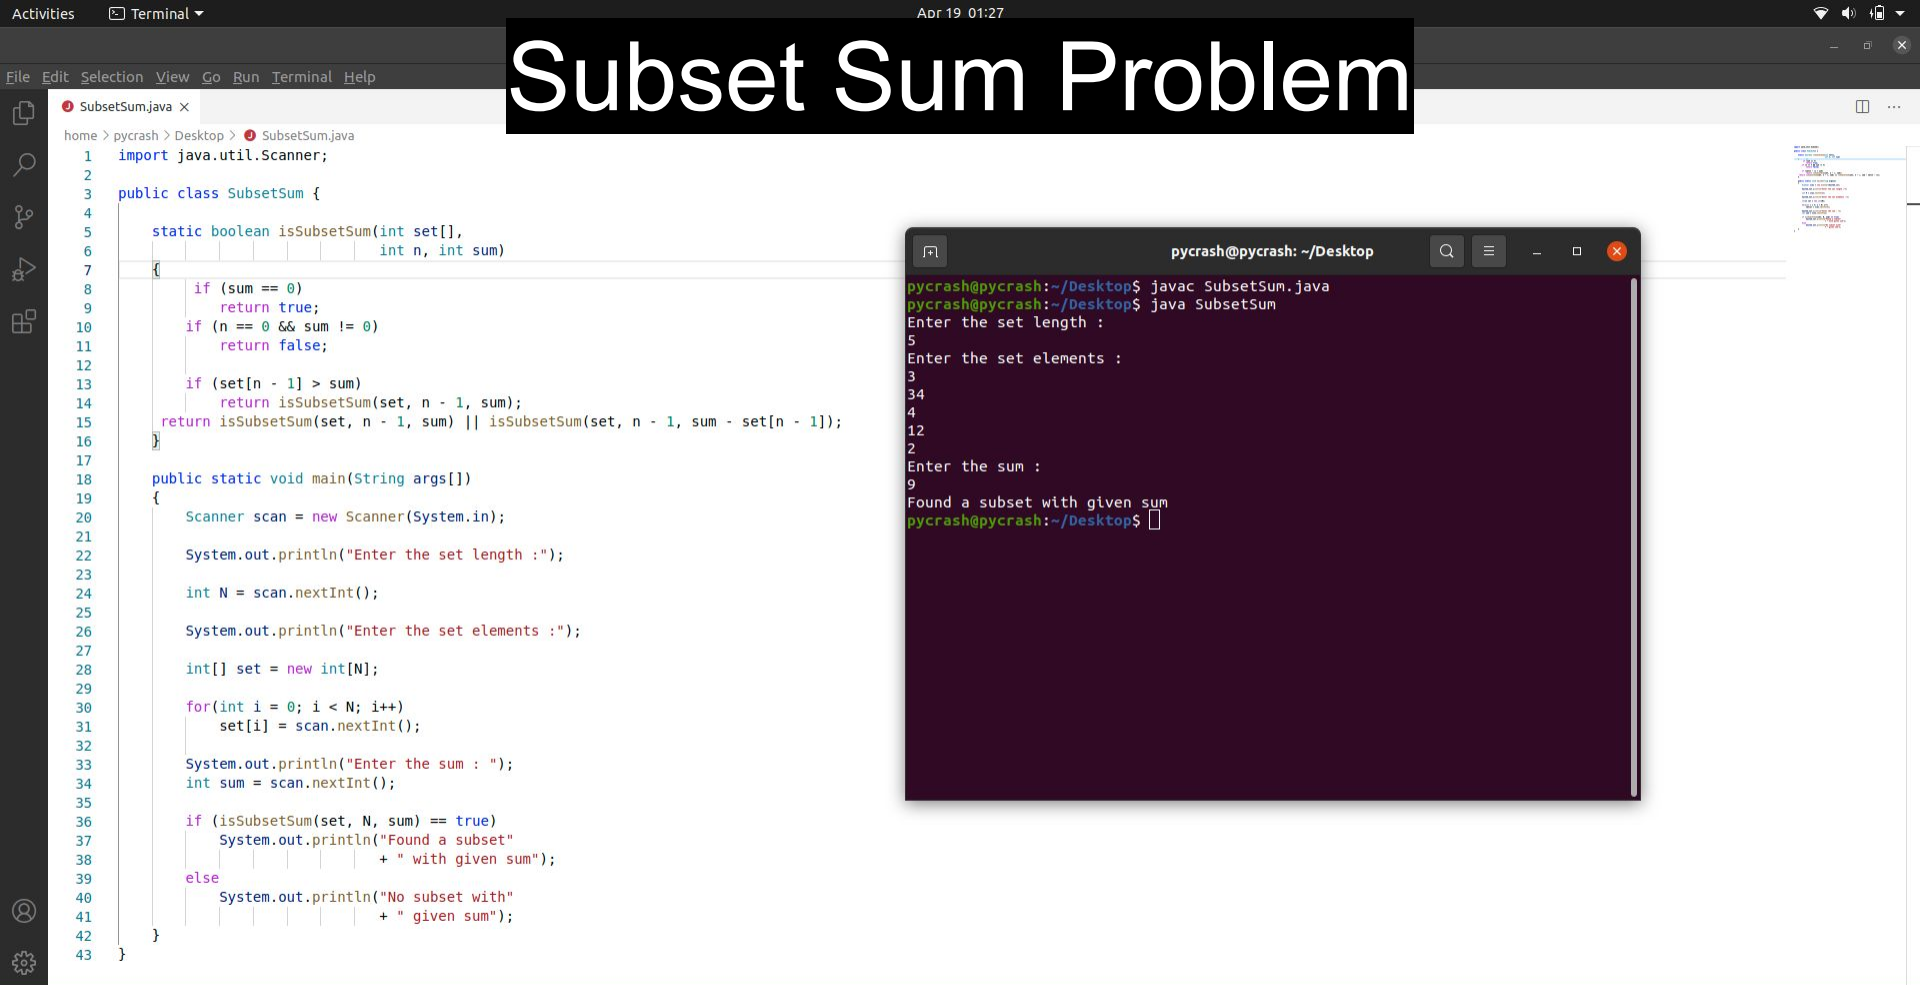 Activities Terminal Apr 19 01:27
Subset Sum Problem
File Edit Selection View Go Run Terminal Help
SubsetSum.java
home > pycrash > Desktop > SubsetSum.java
1 import java.util.Scanner;
2
3 public class SubsetSum {
4
5 static boolean isSubsetSum(int set[],
6 int n, int sum)
7 {
8 if (sum == 0)
9 return true;
10 if (n == 0 && sum != 0)
11 return false;
12
13 if (set[n - 1] > sum)
14 return isSubsetSum(set, n - 1, sum);
15 return isSubsetSum(set, n - 1, sum) || isSubsetSum(set, n - 1, sum - set[n - 1]);
16 }
17
18 public static void main(String args[])
19 {
20 Scanner scan = new Scanner(System.in);
21
22 System.out.println("Enter the set length :");
23
24 int N = scan.nextInt();
25
26 System.out.println("Enter the set elements :");
27
28 int[] set = new int[N];
29
30 for(int i = 0; i < N; i++)
31 set[i] = scan.nextInt();
32
33 System.out.println("Enter the sum : ");
34 int sum = scan.nextInt();
35
36 if (isSubsetSum(set, N, sum) == true)
37 System.out.println("Found a subset"
38 + " with given sum");
39 else
40 System.out.println("No subset with"
41 + " given sum");
42 }
43 }
pycrash@pycrash: ~/Desktop
pycrash@pycrash:~/Desktop$ javac SubsetSum.java
pycrash@pycrash:~/Desktop$ java SubsetSum
Enter the set length :
5
Enter the set elements :
3
34
4
12
2
Enter the sum :
9
Found a subset with given sum
pycrash@pycrash:~/Desktop$